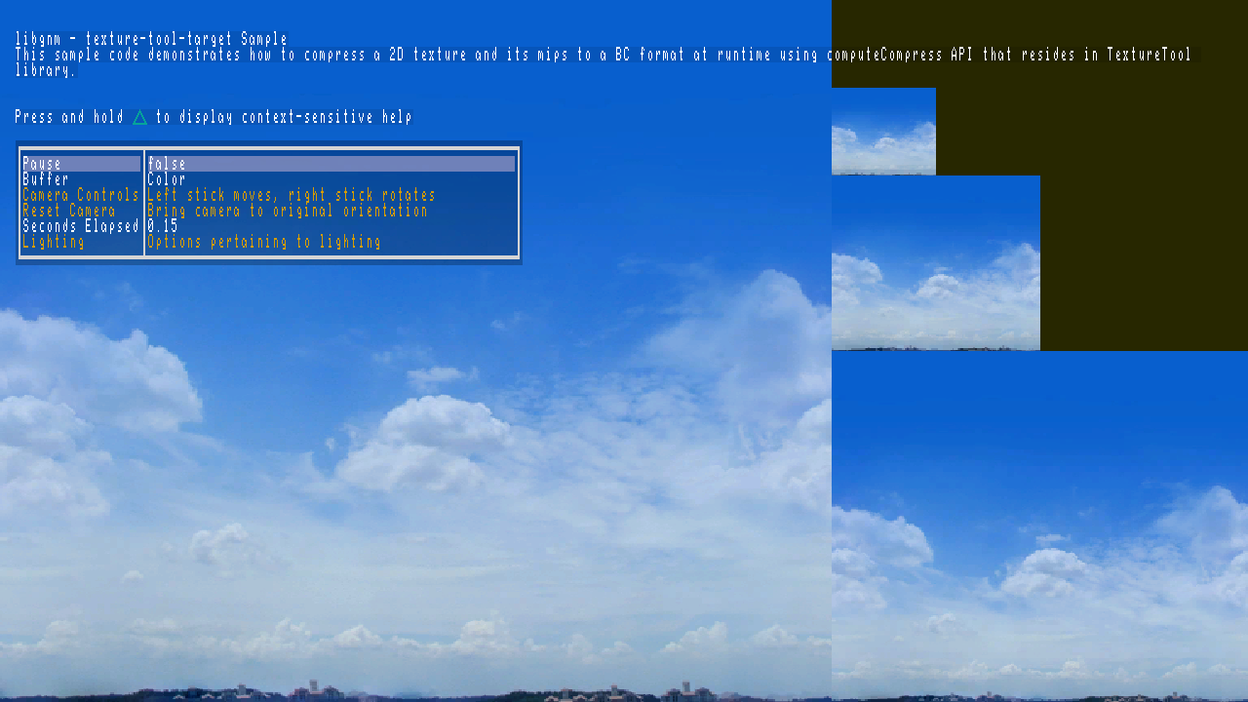 libgnm - texture-tool-target Sample
This sample code demonstrates how to compress a 2D texture and its mips to a BC format at runtime using computeCompress API that resides in TextureTool
library.
Press and hold △ to display context-sensitive help
Pause false
Buffer Color
Camera Controls Left stick moves, right stick rotates
Reset Camera Bring camera to original orientation
Seconds Elapsed 0.15
Lighting Options pertaining to lighting